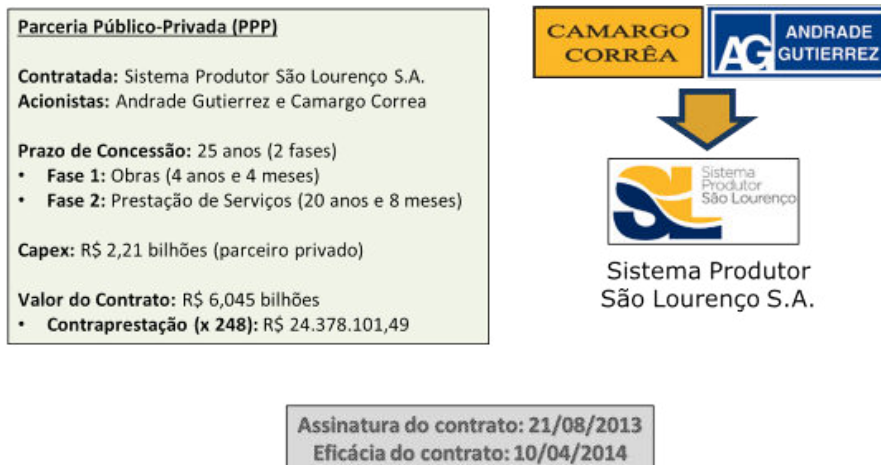 Parceria Público-Privada (PPP)
Contratada: Sistema Produtor São Lourenço S.A.
Acionistas: Andrade Gutierrez e Camargo Correa
Prazo de Concessão: 25 anos (2 fases)
• Fase 1: Obras (4 anos e 4 meses)
• Fase 2: Prestação de Serviços (20 anos e 8 meses)
Capex: R$ 2,21 bilhões (parceiro privado)
Valor do Contrato: R$ 6,045 bilhões
• Contraprestação (x 248): R$ 24.378.101,49
CAMARGO
CORRÊA
AG
ANDRADE
GUTIERREZ
SL
Sistema
Produtor
São Lourenço
Sistema Produtor
São Lourenço S.A.
Assinatura do contrato: 21/08/2013
Eficácia do contrato: 10/04/2014